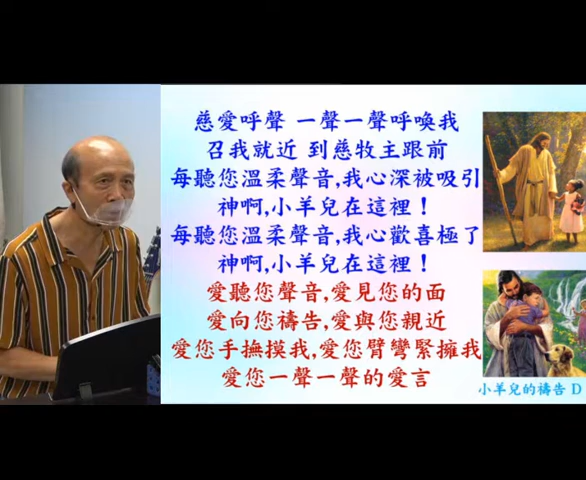 慈愛呼聲 一聲一聲呼喚我
召我就近 到慈牧主跟前
每聽您溫柔聲音,我心深被吸引
神啊,小羊兒在這裡！
每聽您溫柔聲音,我心歡喜極了
神啊,小羊兒在這裡！
愛聽您聲音,愛見您的面
愛向您禱告,愛與您親近
愛您手撫摸我,愛您臂彎緊擁我
愛您一聲一聲的愛言
小羊兒的禱告 D